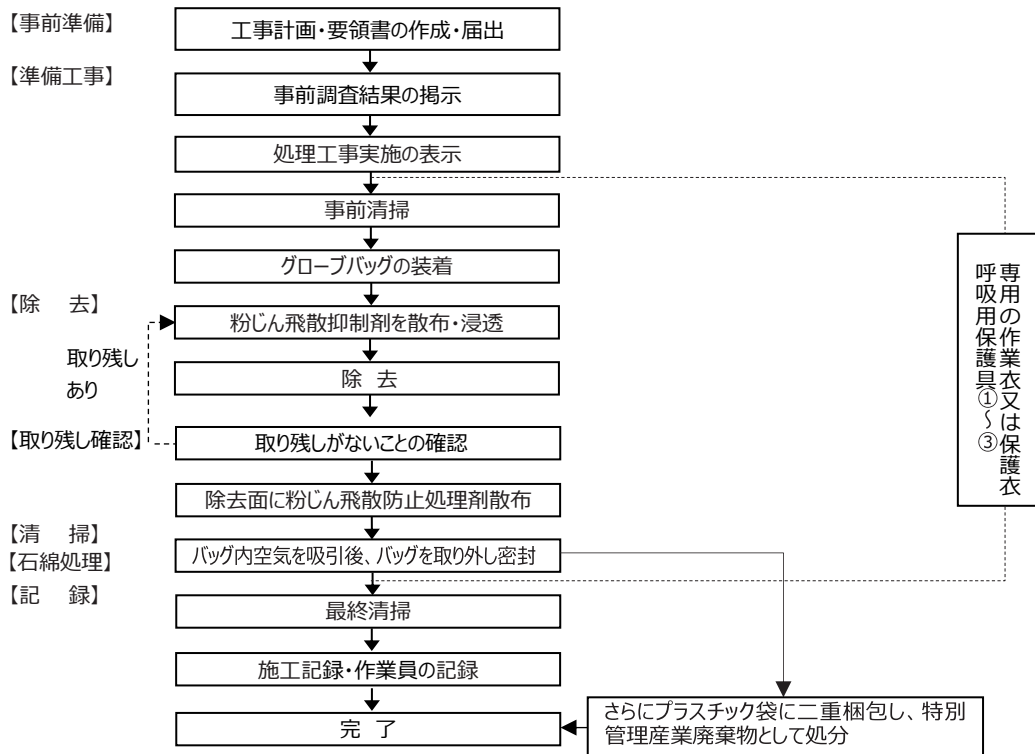 【事前準備】
工事計画・要領書の作成・届出
【準備工事】
事前調査結果の掲示
処理工事実施の表示
事前清掃
グローブバッグの装着
【除　去】
粉じん飛散抑制剤を散布・浸透
取り残し
あり
除 去
【取り残し確認】
取り残しがないことの確認
除去面に粉じん飛散防止処理剤散布
【清　掃】
【石綿処理】
バッグ内空気を吸引後、バッグを取り外し密封
【記　録】
最終清掃
施工記録・作業員の記録
完 了
さらにプラスチック袋に二重梱包し、特別
管理産業廃棄物として処分
専用の作業衣又は保護衣
呼吸用保護具①～③